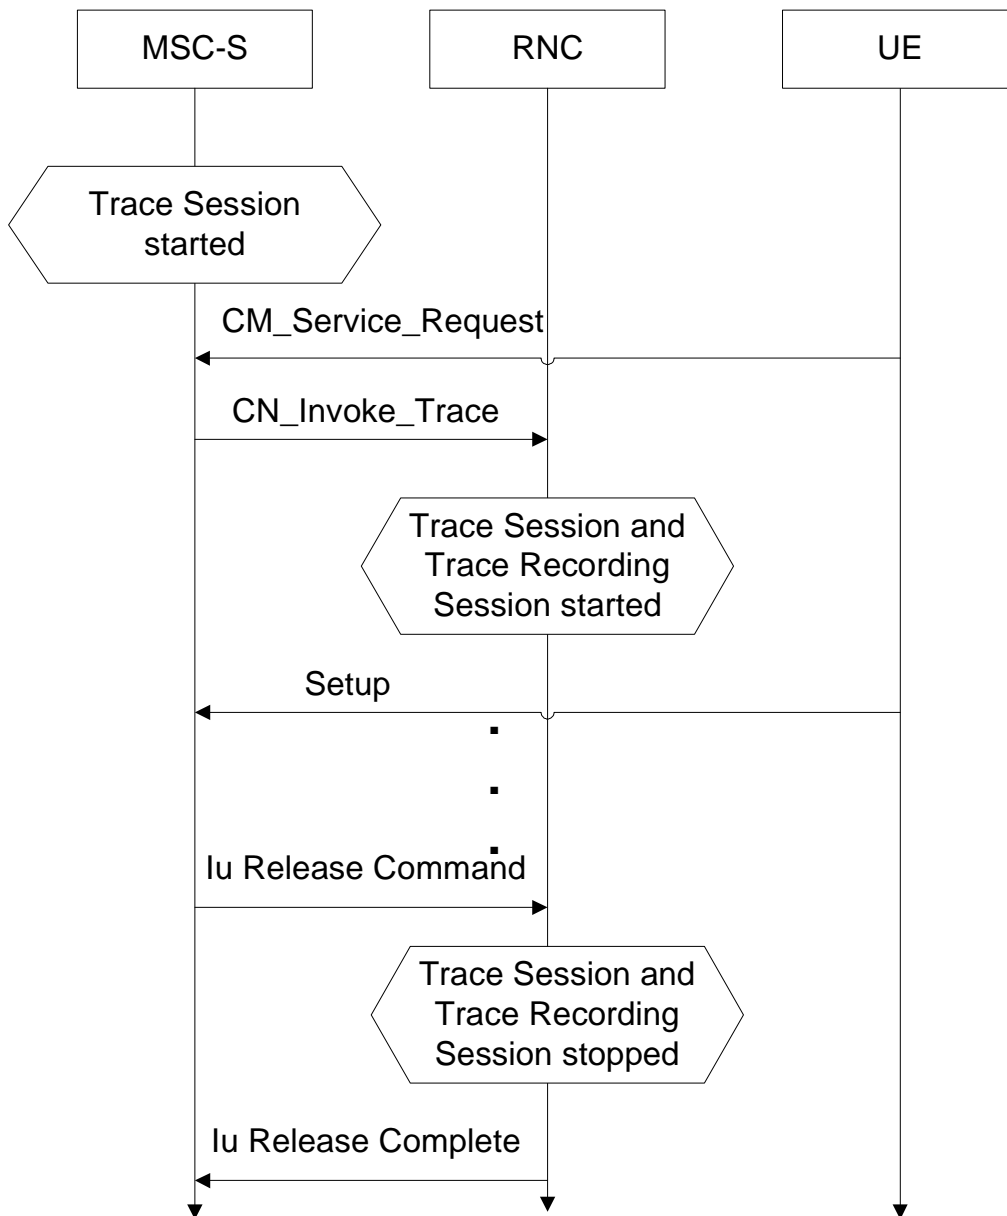 MSC-S
RNC
UE
Trace Session
started
CM_Service_Request
CN_Invoke_Trace
Trace Session and
Trace Recording
Session started
Setup
Iu Release Command
Trace Session and
Trace Recording
Session stopped
Iu Release Complete